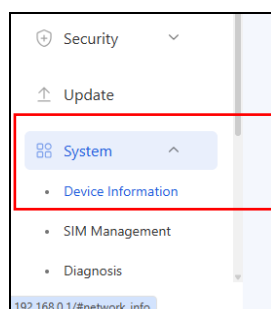 Security
Update
System
Device Information
SIM Management
Diagnosis
192.168.0.1/#network_info